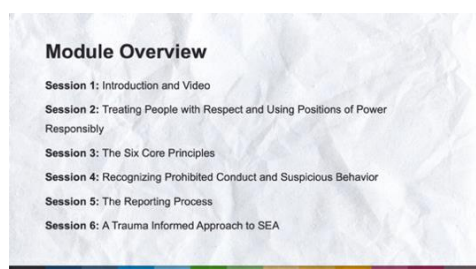 Module Overview
Session 1: Introduction and Video
Session 2: Treating People with Respect and Using Positions of Power
Responsibly
Session 3: The Six Core Principles
Session 4: Recognizing Prohibited Conduct and Suspicious Behavior
Session 5: The Reporting Process
Session 6: A Trauma Informed Approach to SEA